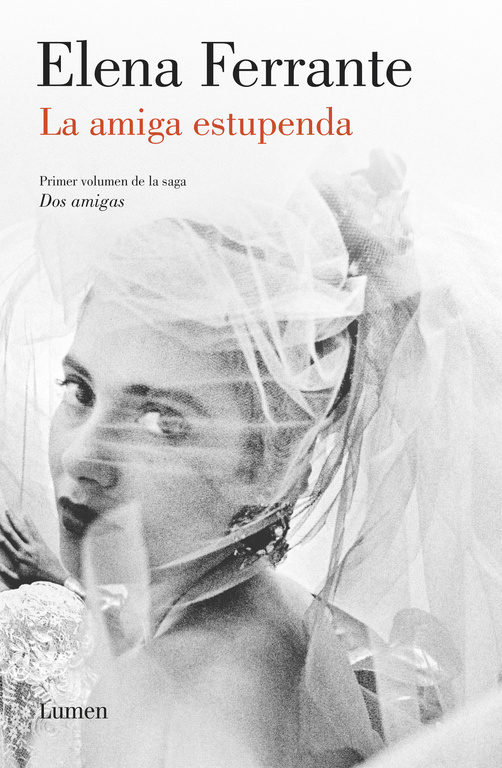 Elena Ferrante
La amiga estupenda
Primer volumen de la saga
Dos amigas
Lumen